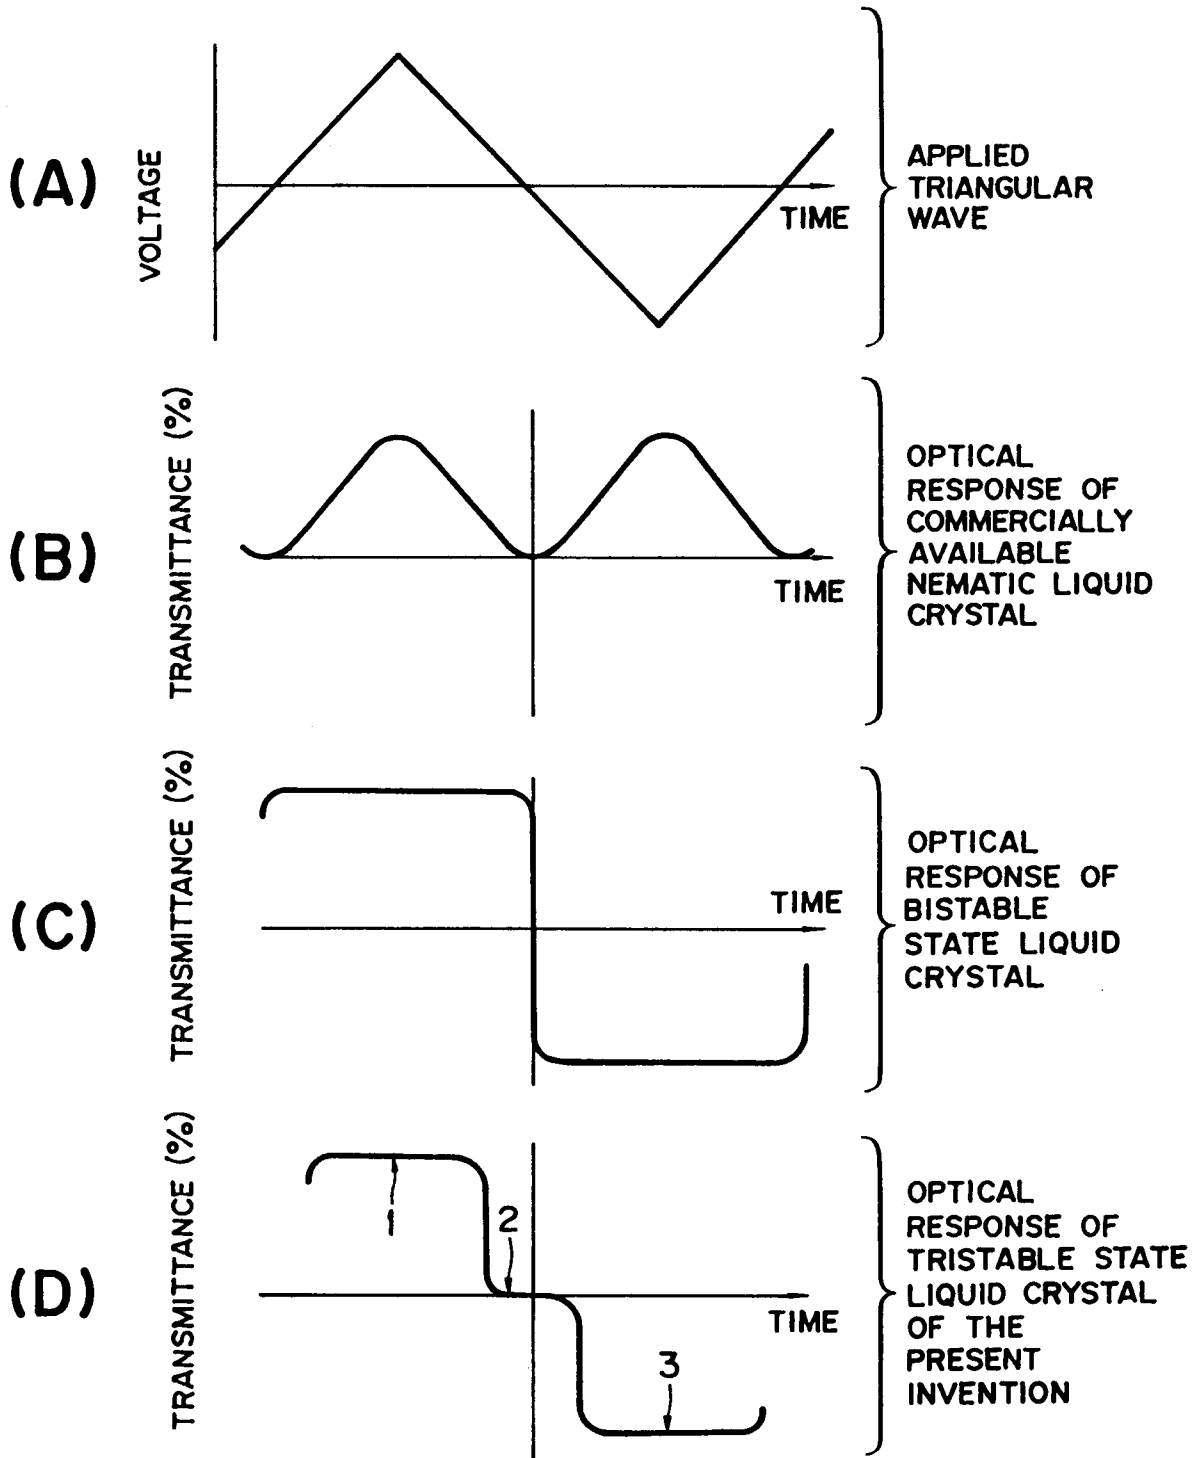 (A)
VOLTAGE
TIME
APPLIED
TRIANGULAR
WAVE
(B)
TRANSMITTANCE (%)
TIME
OPTICAL
RESPONSE OF
COMMERCIALLY
AVAILABLE
NEMATIC LIQUID
CRYSTAL
(C)
TRANSMITTANCE (%)
TIME
OPTICAL
RESPONSE OF
BISTABLE
STATE LIQUID
CRYSTAL
(D)
TRANSMITTANCE (%)
1
2
3
TIME
OPTICAL
RESPONSE OF
TRISTABLE STATE
LIQUID CRYSTAL
OF THE
PRESENT
INVENTION